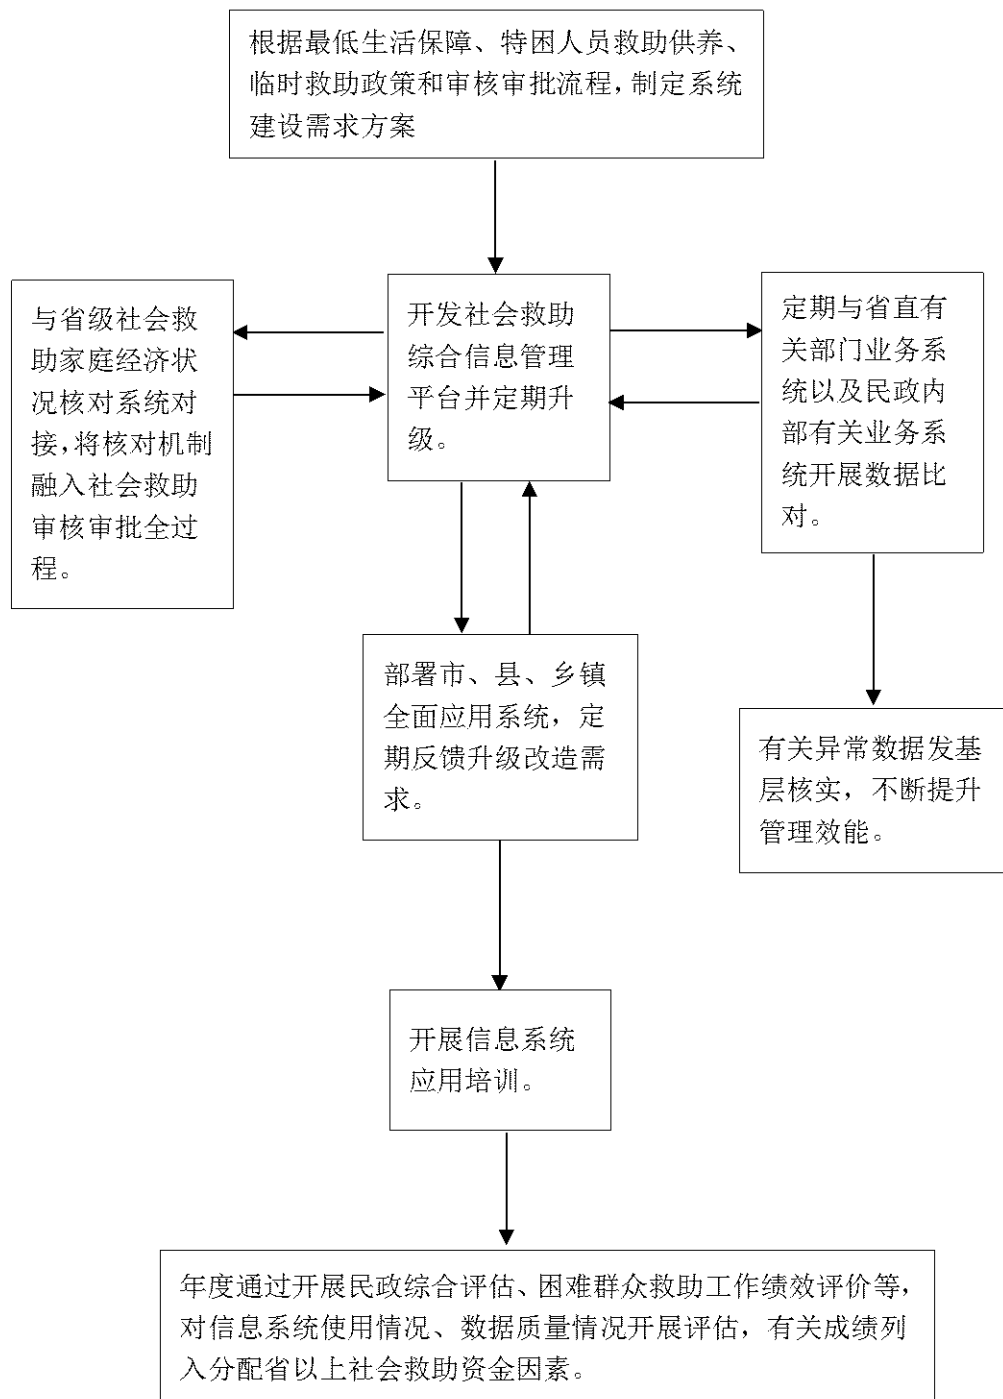 根据最低生活保障、特困人员救助供养、
临时救助政策和审核审批流程，制定系统
建设需求方案
与省级社会救
助家庭经济状
况核对系统对
接，将核对机制
融入社会救助
审核审批全过
程。
开发社会救助
综合信息管理
平台并定期升
级。
定期与省直有
关部门业务系
统以及民政内
部有关业务系
统开展数据比
对。
部署市、县、乡镇
全面应用系统，定
期反馈升级改造需
求。
有关异常数据发基
层核实，不断提升
管理效能。
开展信息系统
应用培训。
年度通过开展民政综合评估、困难群众救助工作绩效评价等，
对信息系统使用情况、数据质量情况开展评估，有关成绩列
入分配省以上社会救助资金因素。